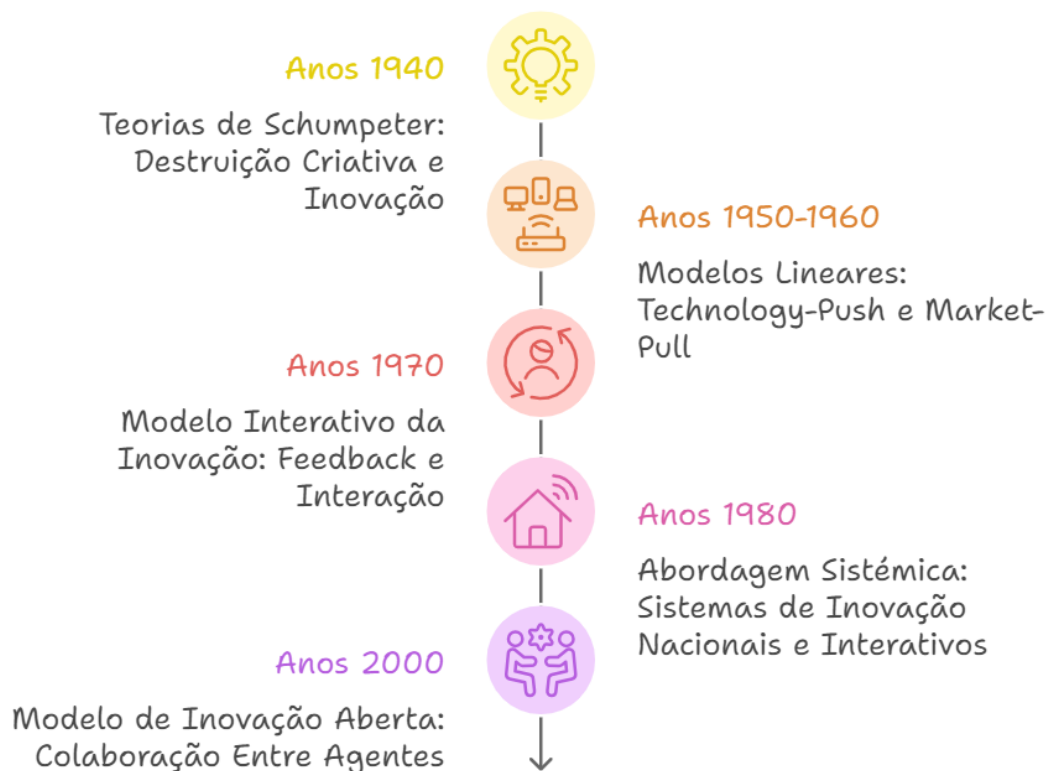 Anos 1940
Teorias de Schumpeter:
Destruição Criativa e
Inovação
Anos 1950-1960
Modelos Lineares:
Technology-Push e Market-
Pull
Anos 1970
Modelo Interativo da
Inovação: Feedback e
Interação
Anos 1980
Abordagem Sistémica:
Sistemas de Inovação
Nacionais e Interativos
Anos 2000
Modelo de Inovação Aberta:
Colaboração Entre Agentes